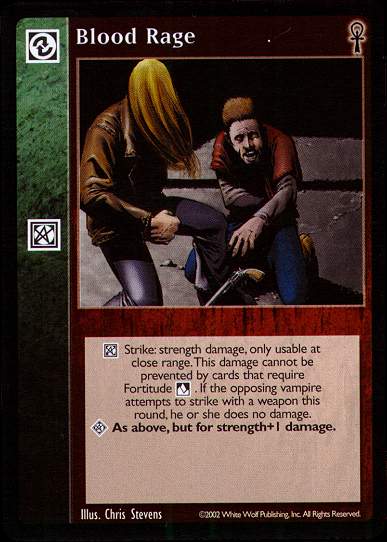 Blood Rage
Strike: strength damage, only usable at
close range. This damage cannot be
prevented by cards that require
Fortitude . If the opposing vampire
attempts to strike with a weapon this
round, he or she does no damage.
As above, but for strength+1 damage.
Illus. Chris Stevens
©2002 White Wolf Publishing, Inc. All Rights Reserved.